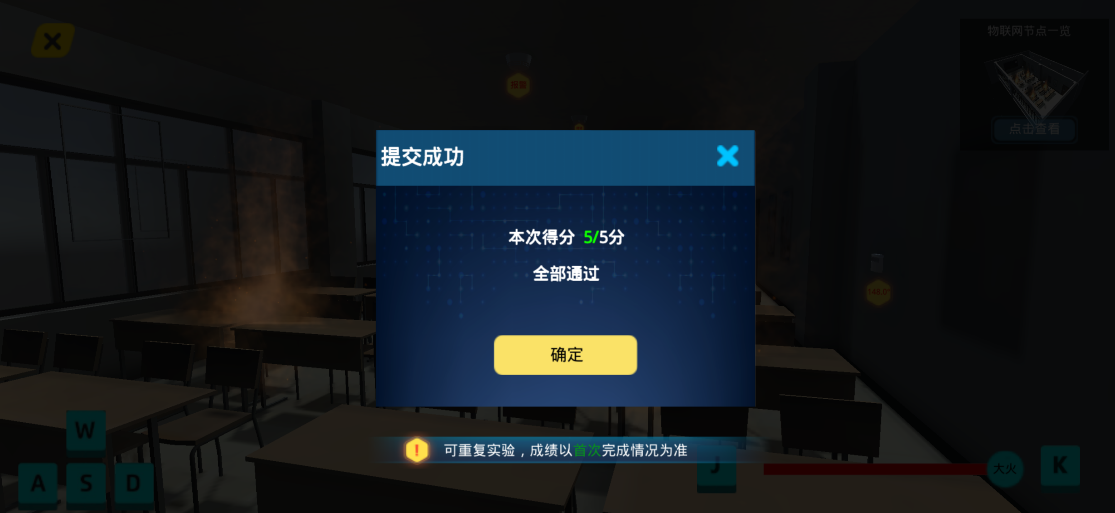 物联网节点一览
点击查看
提交成功
本次得分 5/5分
全部通过
确定
可重复实验，成绩以首次完成情况为准
W
A
S
D
J
大火
K